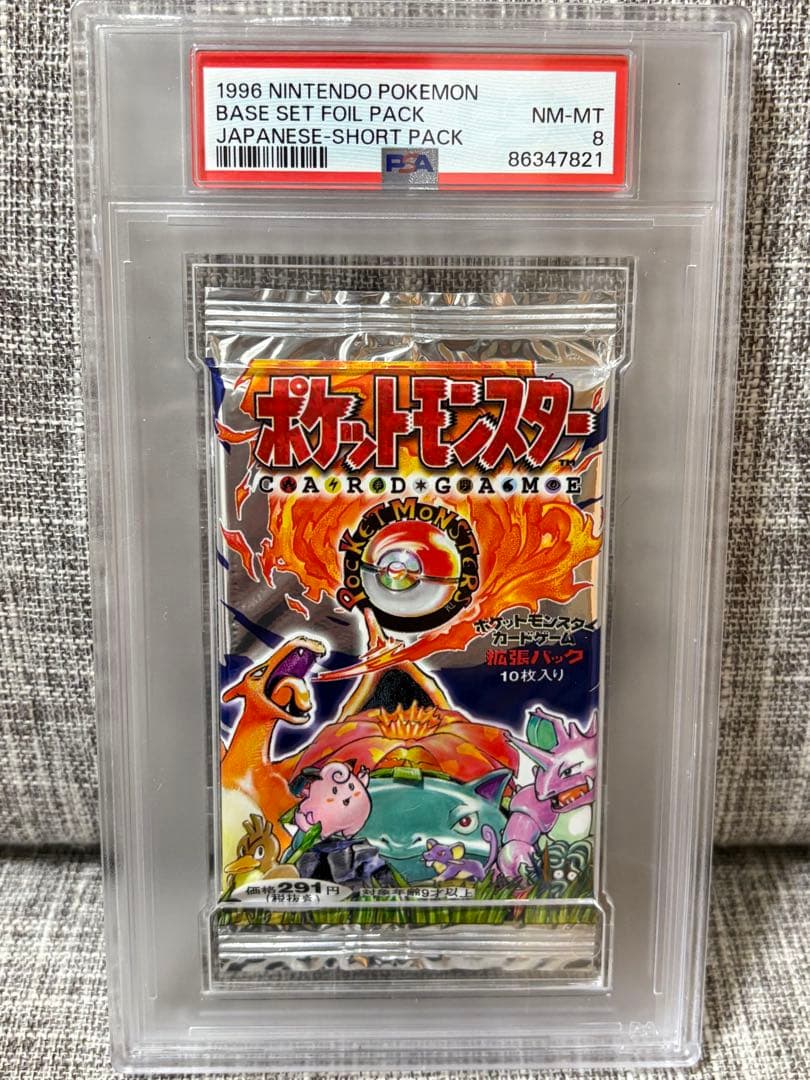 1996 NINTENDO POKEMON
BASE SET FOIL PACK NM-MT
JAPANESE-SHORT PACK 8
PSA 86347821
ポケットモンスター TM
CARD GAME
POCKET MONSTERS
ポケットモンスター
カードゲーム
拡張パック
10枚入り
価格291円 対象年齢9才以上
(税抜き)